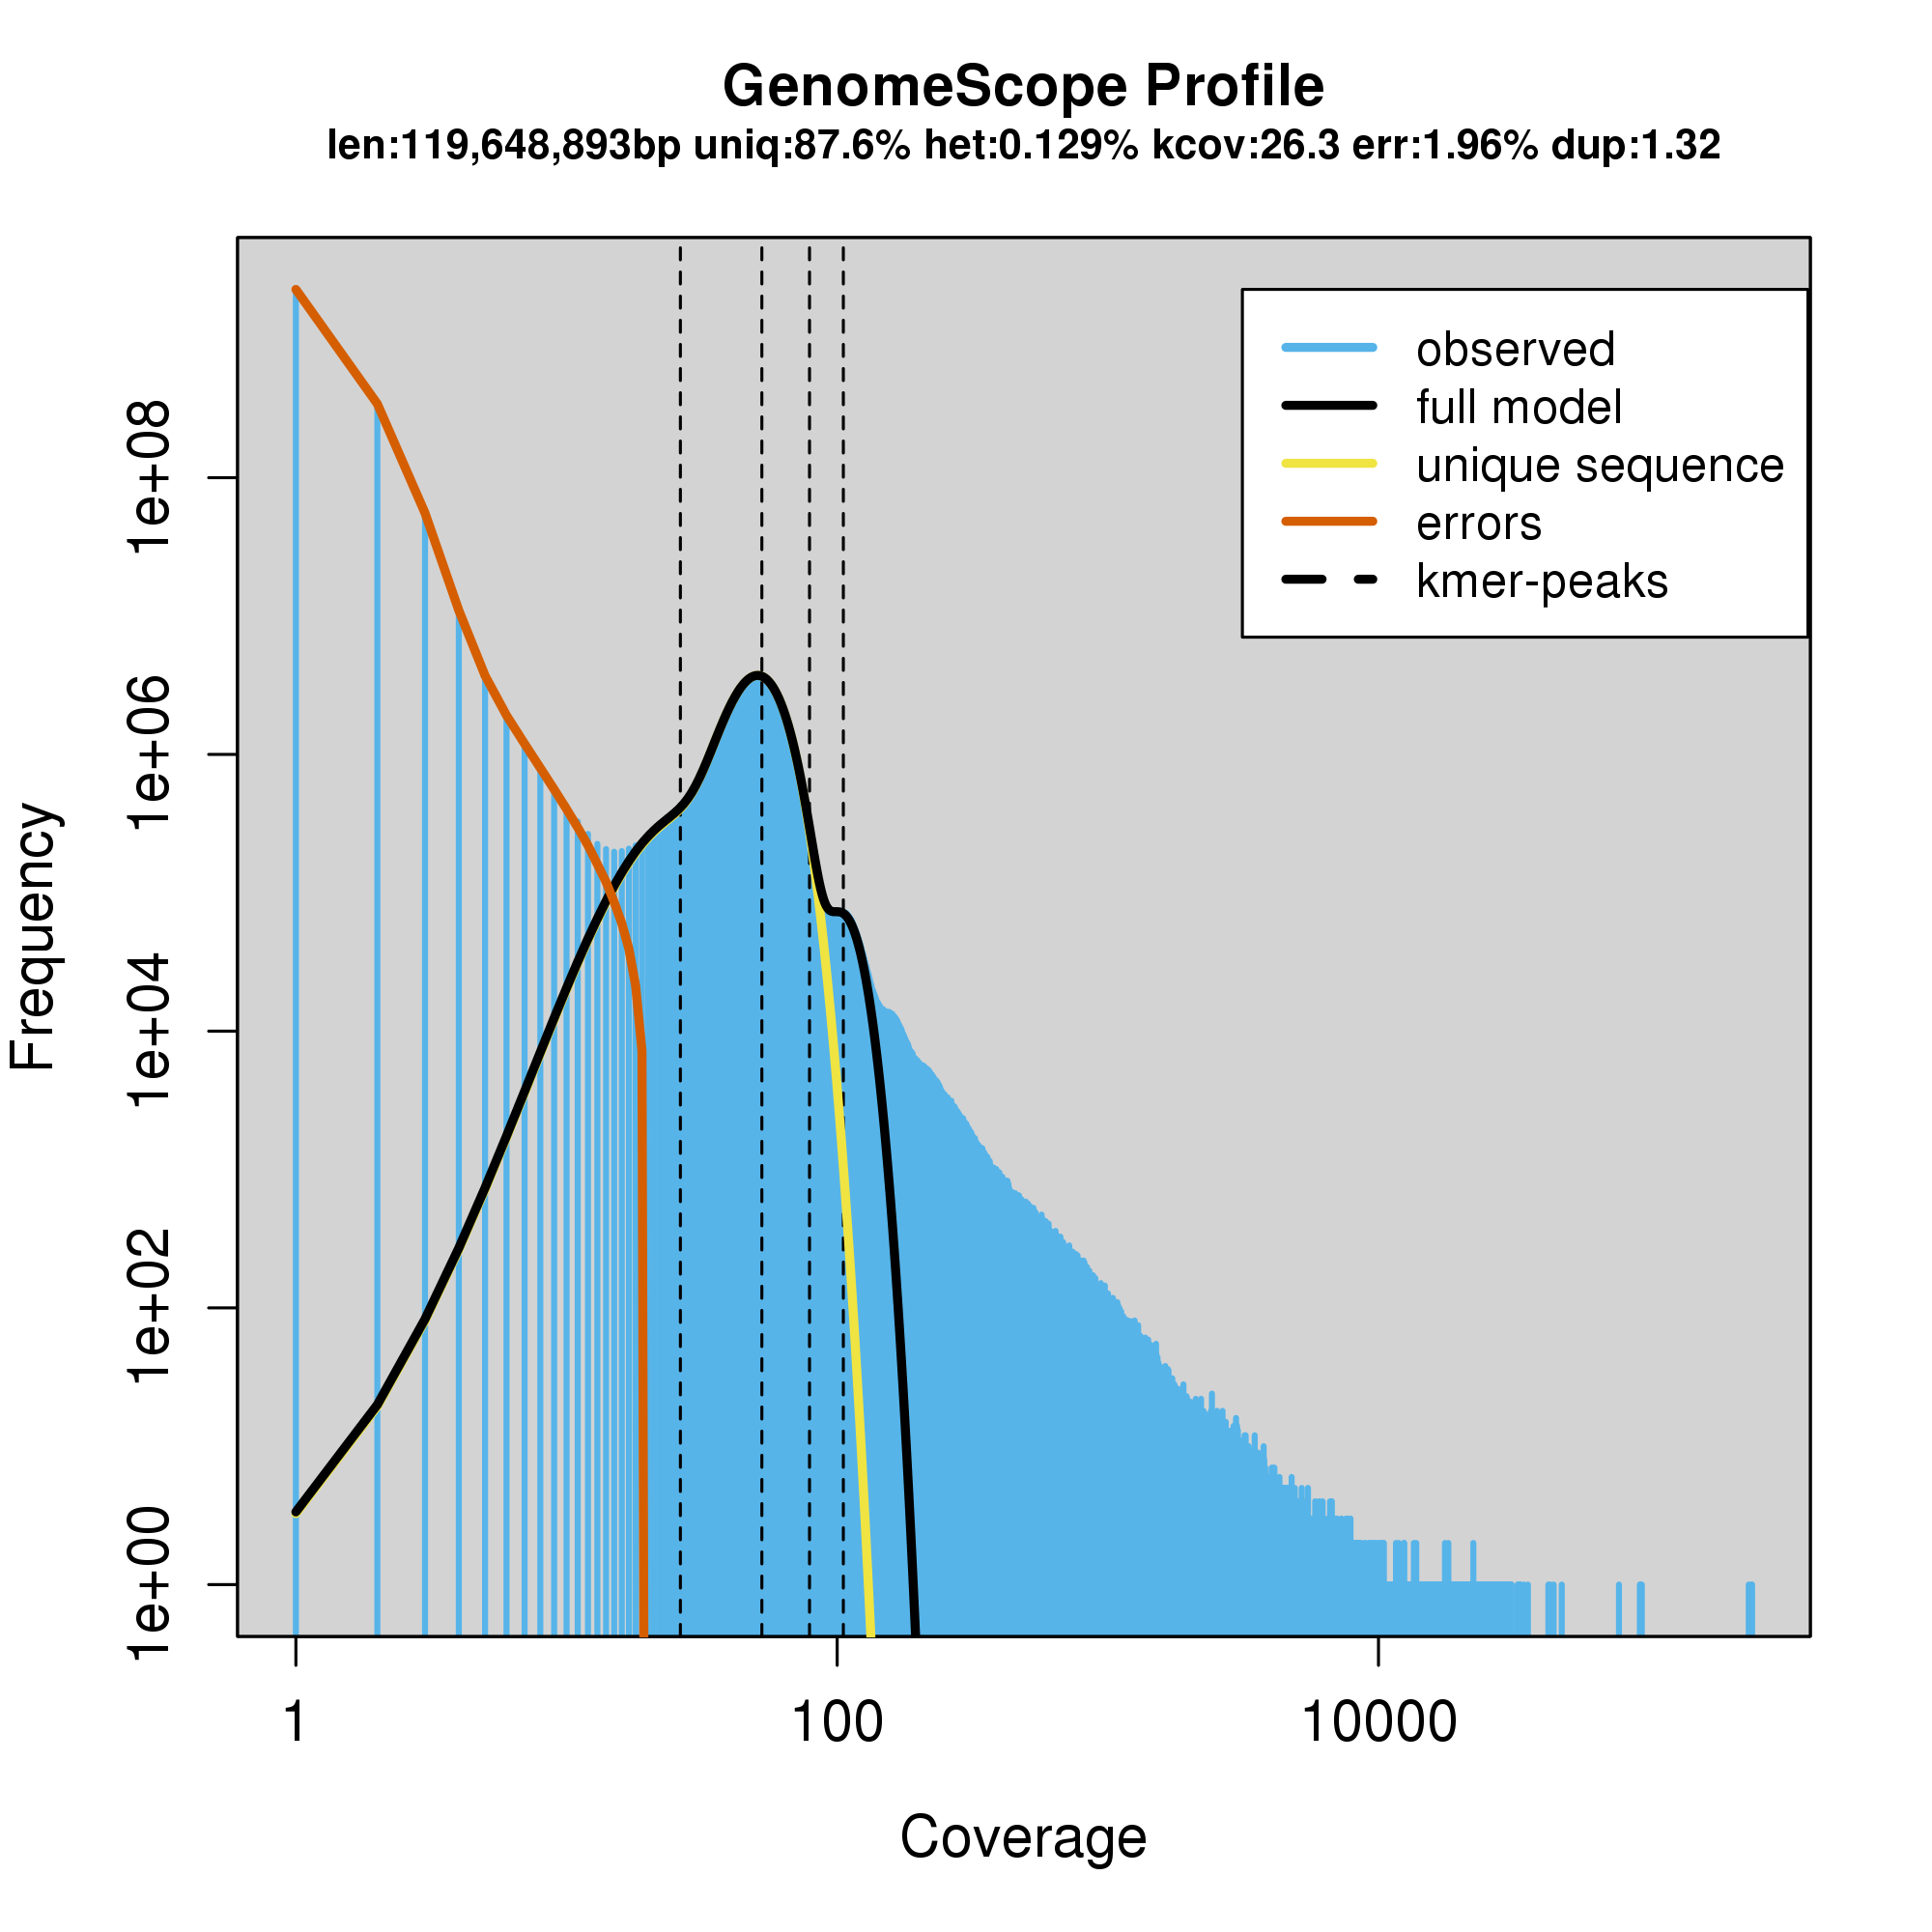 GenomeScope Profile
len:119,648,893bp uniq:87.6% het:0.129% kcov:26.3 err:1.96% dup:1.32
observed
full model
unique sequence
errors
kmer-peaks
Frequency
1e+08
1e+06
1e+04
1e+02
1e+00
1
100
10000
Coverage